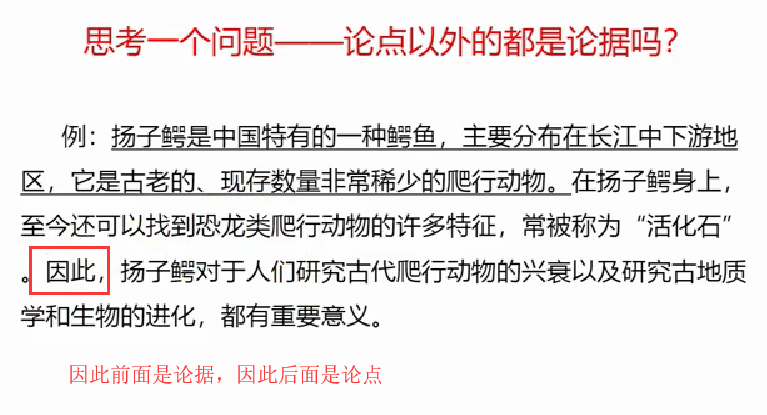 思考一个问题——论点以外的都是论据吗?
例：扬子鳄是中国特有的一种鳄鱼，主要分布在长江中下游地
区，它是古老的、现存数量非常稀少的爬行动物。在扬子鳄身上，
至今还可以找到恐龙类爬行动物的许多特征，常被称为“活化石”
。因此，扬子鳄对于人们研究古代爬行动物的兴衰以及研究古地质
学和生物的进化，都有重要意义。
因此前面是论据，因此后面是论点